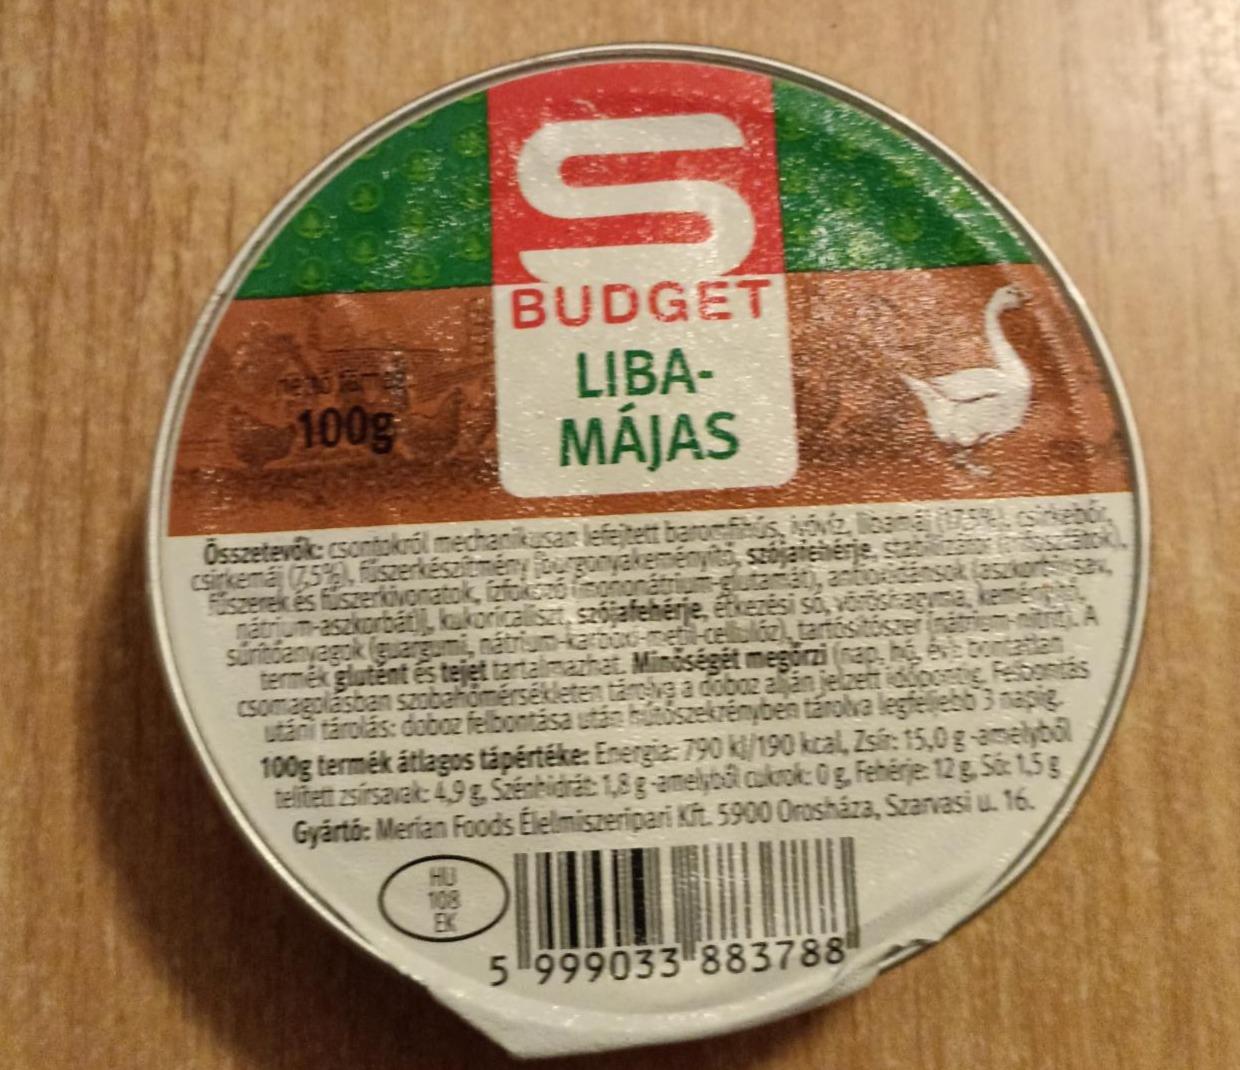 S
BUDGET
LIBA-
MÁJAS
nettó tömeg
100g
Összetevők: csontokról mechanikusan lefejtett baromfihús, ivóvíz, libamáj (17,5%), csirkebőr,
csirkemáj (7,5%), fűszerkészítmény [burgonyakeményítő, szójafehérje, stabilizátor (difoszfátok),
fűszerek és fűszerkivonatok, ízfokozó (mononátrium-glutamát), antioxidánsok (aszkorbinsav,
nátrium-aszkorbát)], kukoricaliszt, szójafehérje, étkezési só, vöröshagyma, keményítő,
sűrítőanyagok (guargumi, nátrium-karboxi-metil-cellulóz), tartósítószer (nátrium-nitrit). A
termék glutént és tejet tartalmazhat. Minőségét megőrzi (nap, hó, év): bontatlan
csomagolásban szobahőmérsékleten tárolva a doboz alján jelzett időpontig. Felbontás
utáni tárolás: doboz felbontása után hűtőszekrényben tárolva legfeljebb 3 napig.
100g termék átlagos tápértéke: Energia: 790 kJ/190 kcal, Zsír: 15,0 g -amelyből
telített zsírsavak: 4,9 g, Szénhidrát: 1,8 g -amelyből cukrok: 0 g, Fehérje: 12 g, Só: 1,5 g
Gyártó: Merian Foods Élelmiszeripari Kft. 5900 Orosháza, Szarvasi u. 16.
HU
108
EK
5 999033 883788